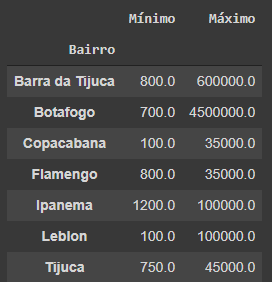 Mínimo Máximo
Bairro
Barra da Tijuca 800.0 600000.0
Botafogo 700.0 4500000.0
Copacabana 100.0 35000.0
Flamengo 800.0 35000.0
Ipanema 1200.0 100000.0
Leblon 100.0 100000.0
Tijuca 750.0 45000.0